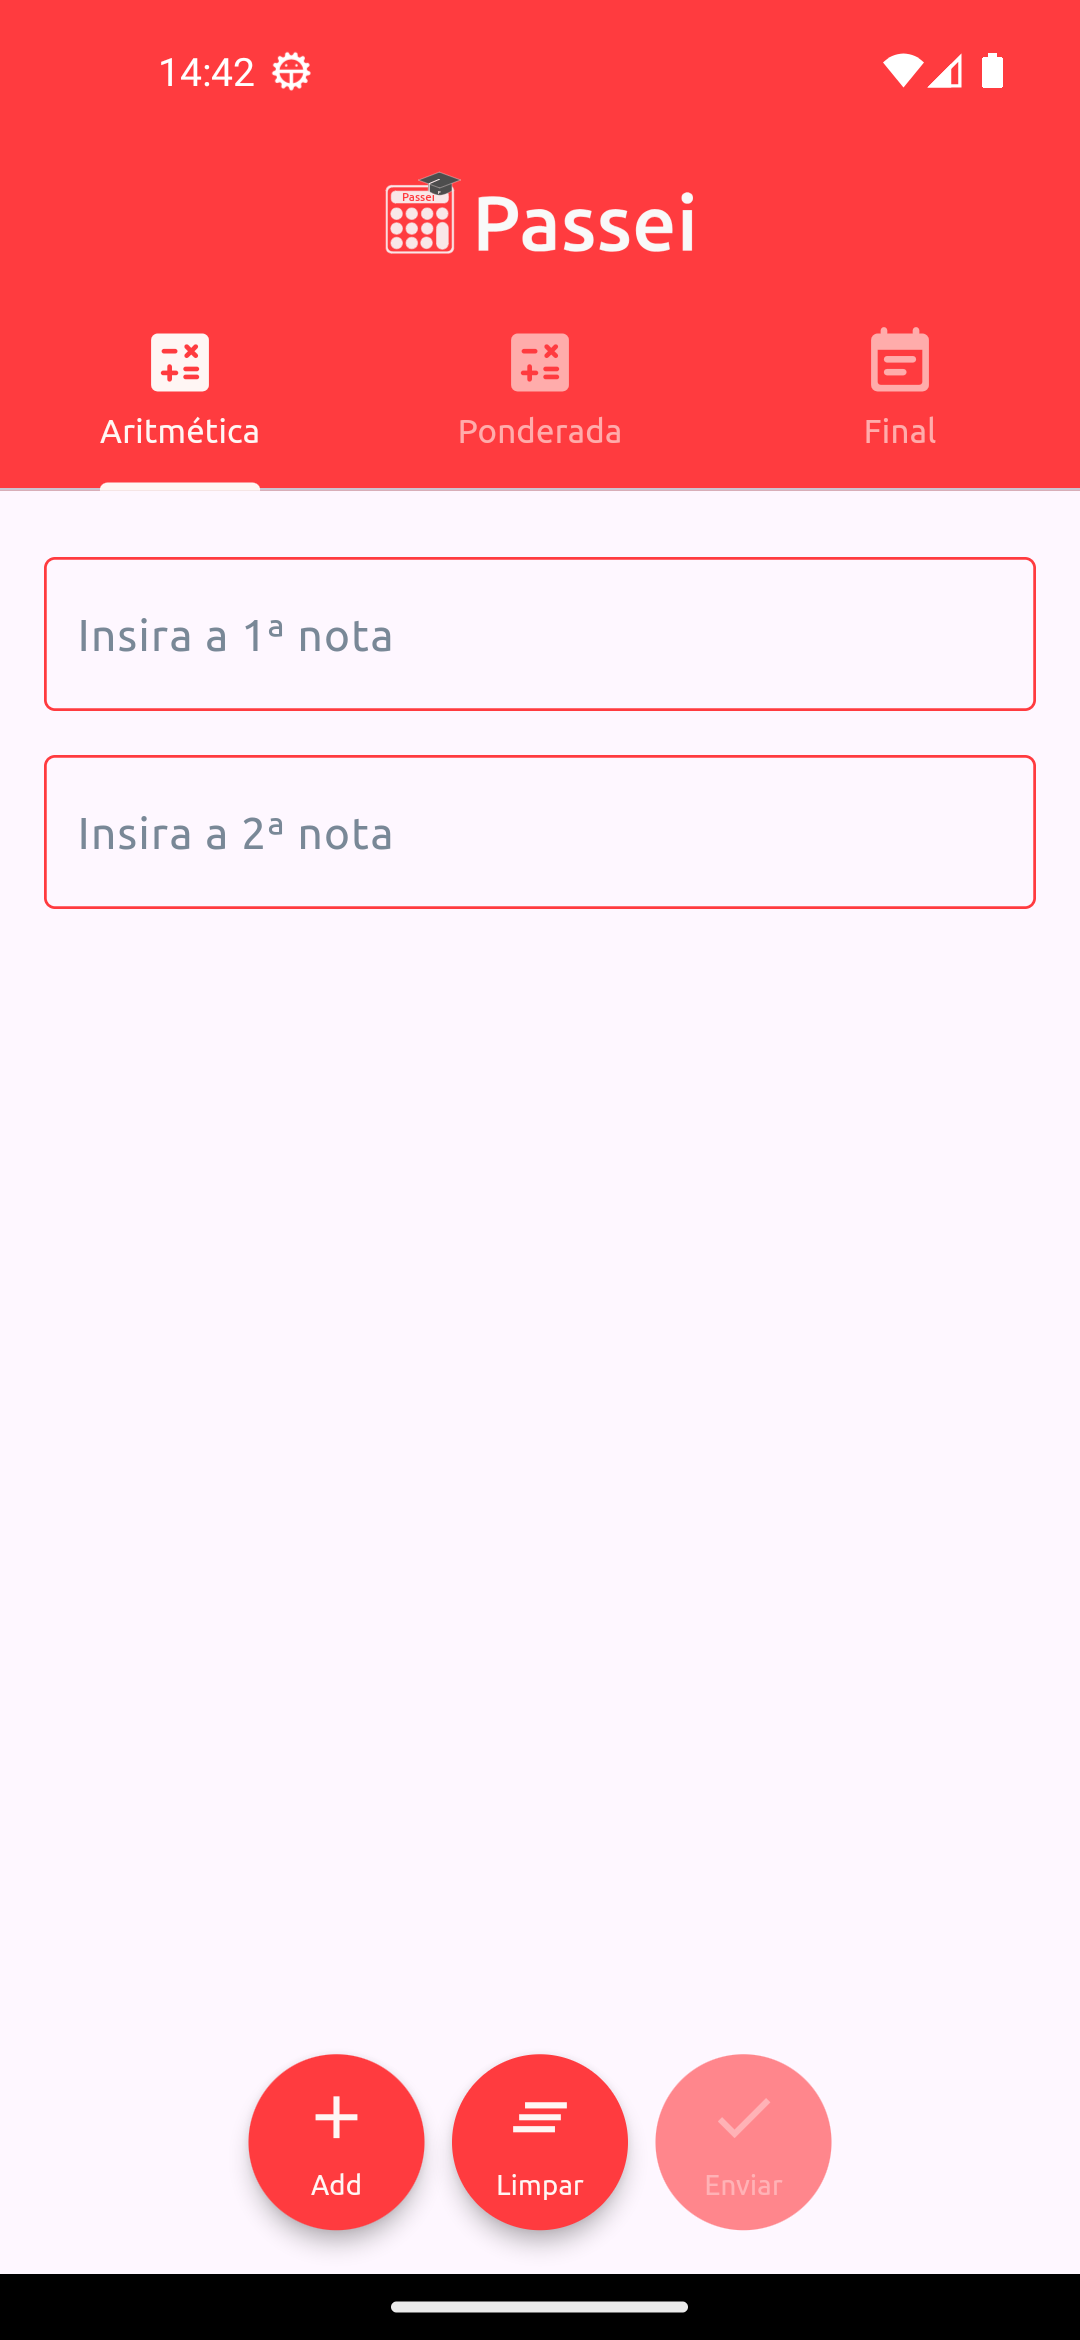 14:42
Passei
Passei
Aritmética
Ponderada
Final
Insira a 1ª nota
Insira a 2ª nota
Add
Limpar
Enviar